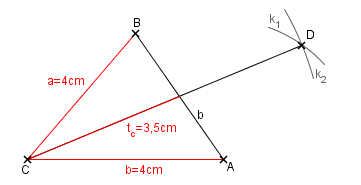 B
k₁
D
k₂
a=4cm
b
t_c=3,5cm
C
b=4cm
A